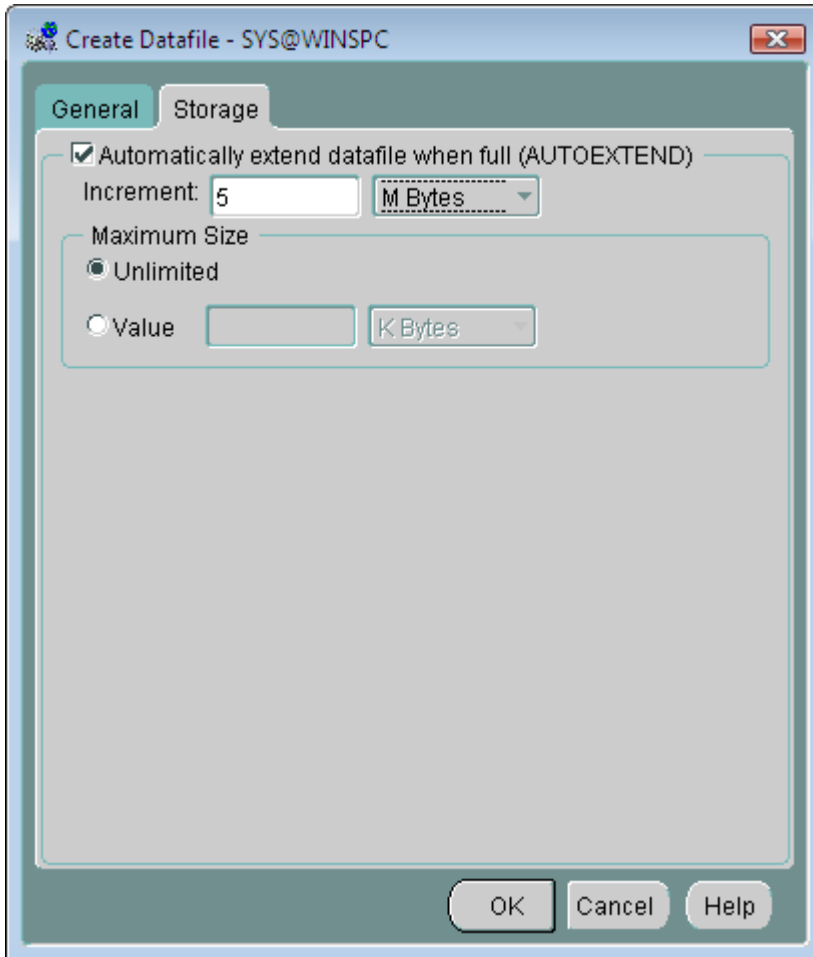 Create Datafile - SYS@WINSPC
General Storage
Automatically extend datafile when full (AUTOEXTEND)
Increment: 5 M Bytes
Maximum Size
Unlimited
Value K Bytes
OK Cancel Help